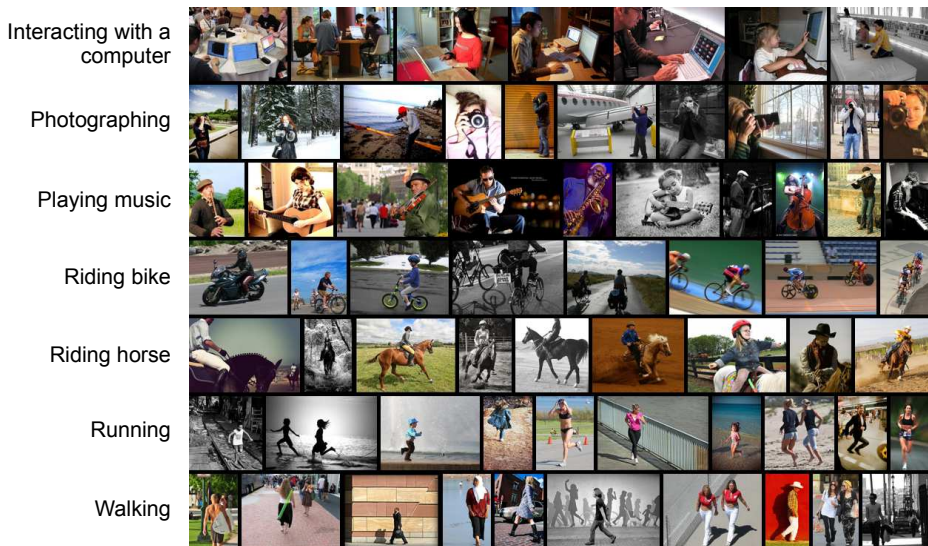 Interacting with a
computer
Photographing
Playing music
Riding bike
Riding horse
Running
Walking